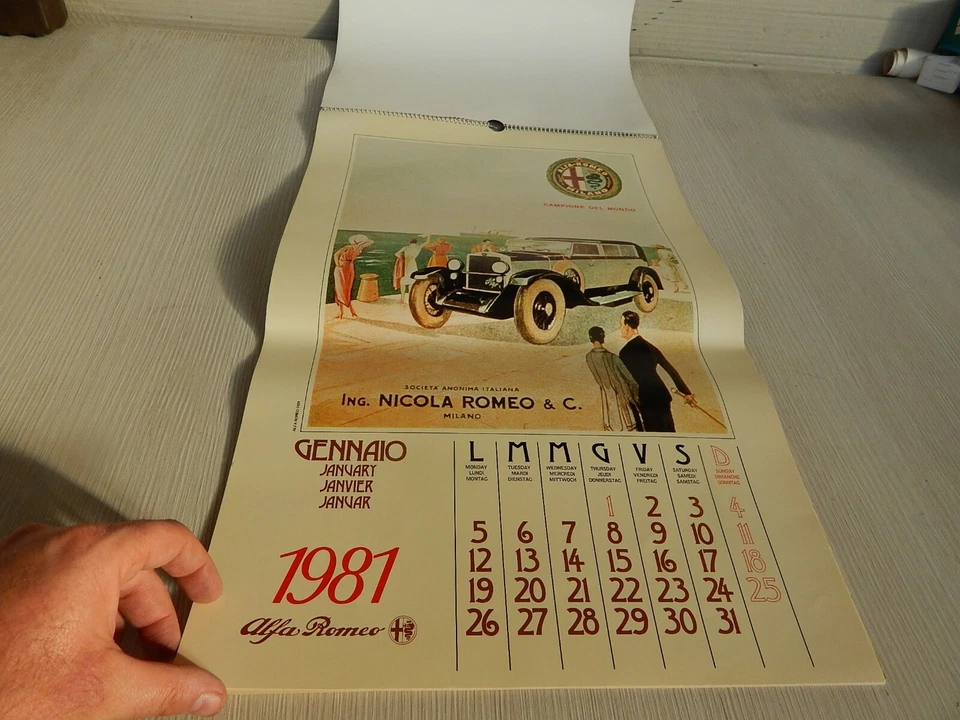 ALFA-ROMEO
MILANO
CAMPIONE DEL MONDO
SOCIETÀ ANONIMA ITALIANA
ING. NICOLA ROMEO & C.
MILANO
GENNAIO
JANUARY
JANVIER
JANUAR
1981
Alfa Romeo
L M M G V S D
MONDAY TUESDAY WEDNESDAY THURSDAY FRIDAY SATURDAY SUNDAY
LUNDI MARDI MERCREDI JEUDI VENDREDI SAMEDI DIMANCHE
MONTAG DIENSTAG MITTWOCH DONNERSTAG FREITAG SAMSTAG SONNTAG
1 2 3 4
5 6 7 8 9 10 11
12 13 14 15 16 17 18
19 20 21 22 23 24 25
26 27 28 29 30 31